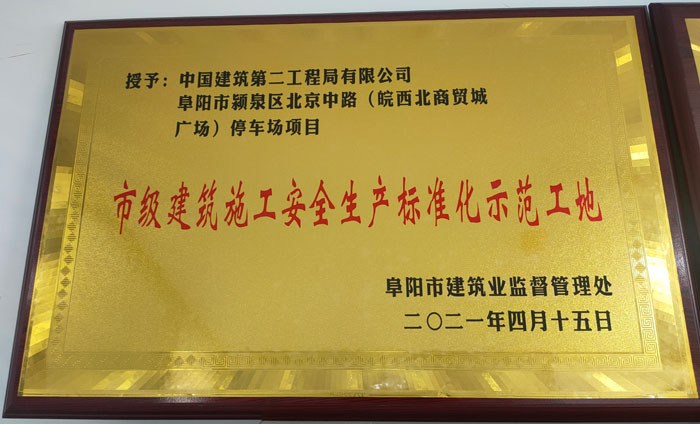 授予：中国建筑第二工程局有限公司
阜阳市颍泉区北京中路（皖西北商贸城
广场）停车场项目
市级建筑施工安全生产标准化示范工地
阜阳市建筑业监督管理处
二〇二一年四月十五日